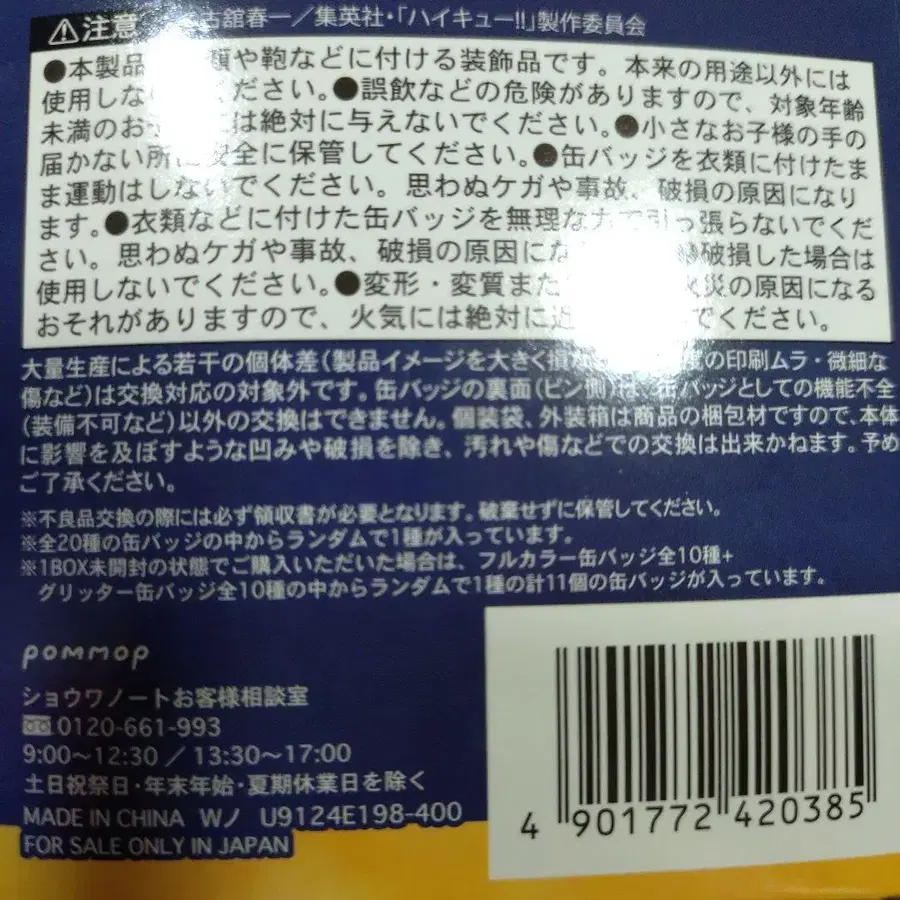 ⚠注意 古舘春一／集英社・「ハイキュー!!」製作委員会
●本製品 や鞄などに付ける装飾品です。本来の用途以外には
使用しな ください。●誤飲などの危険がありますので、対象年齢
未満のお は絶対に与えないでください。●小さなお子様の手の
届かない所に安全に保管してください。●缶バッジを衣類に付けたま
ま運動はしないでください。思わぬケガや事故、破損の原因になり
ます。●衣類などに付けた缶バッジを無理な力で引っ張らないでくだ
さい。思わぬケガや事故、破損の原因にな 破損した場合は
使用しないでください。●変形・変質また 火災の原因になる
おそれがありますので、火気には絶対に近 でください。
大量生産による若干の個体差(製品イメージを大きく損 度の印刷ムラ・微細な
傷など)は交換対応の対象外です。缶バッジの裏面(ピン側)は、缶バッジとしての機能不全
(装備不可など)以外の交換はできません。個装袋、外装箱は商品の梱包材ですので、本体
に影響を及ぼすような凹みや破損を除き、汚れや傷などでの交換は出来かねます。予め
ご了承ください。
※不良品交換の際には必ず領収書が必要となります。破棄せずに保管してください。
※全20種の缶バッジの中からランダムで1種が入っています。
※1BOX未開封の状態でご購入いただいた場合は、フルカラー缶バッジ全10種+
グリッター缶バッジ全10種の中からランダムで1種の計11個の缶バッジが入っています。
pommop
ショウワノートお客様相談室
0120-661-993
9:00～12:30 / 13:30～17:00
土日祝祭日・年末年始・夏期休業日を除く
MADE IN CHINA Wノ U9124E198-400
FOR SALE ONLY IN JAPAN
4 901772 420385